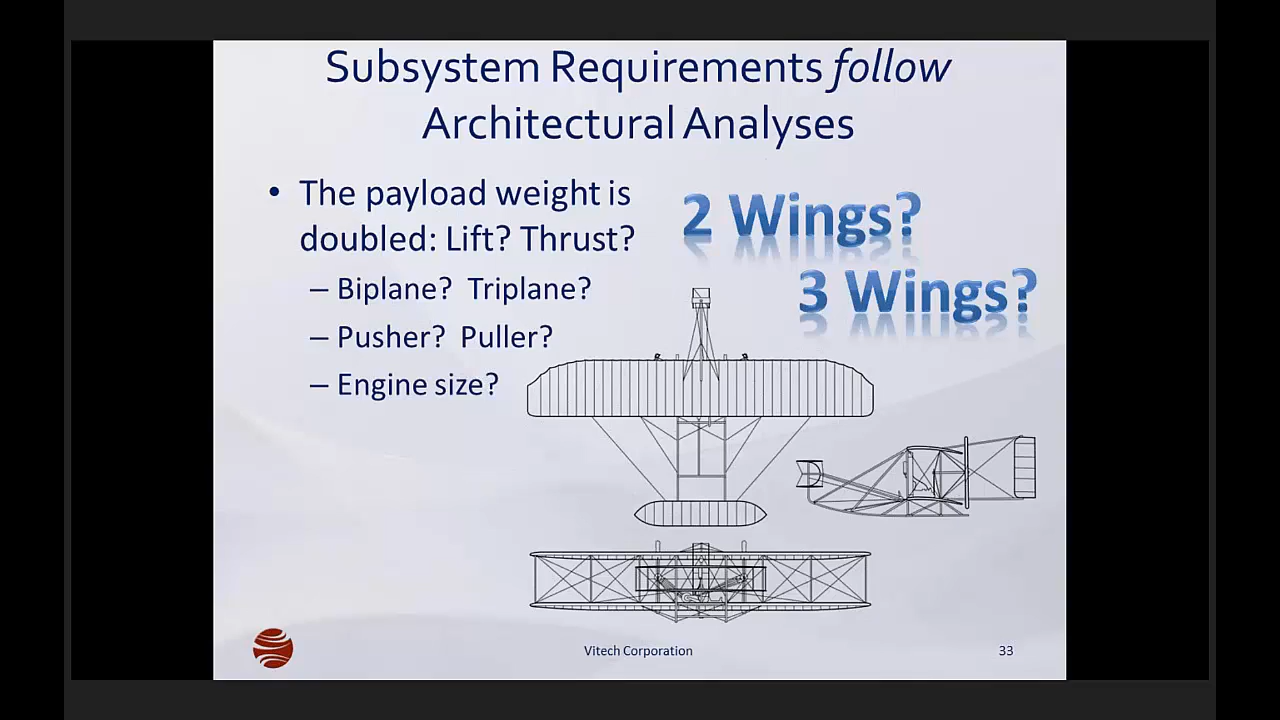 Subsystem Requirements follow
Architectural Analyses
• The payload weight is
doubled: Lift? Thrust?
– Biplane? Triplane?
– Pusher? Puller?
– Engine size?
2 Wings?
3 Wings?
Vitech Corporation
33